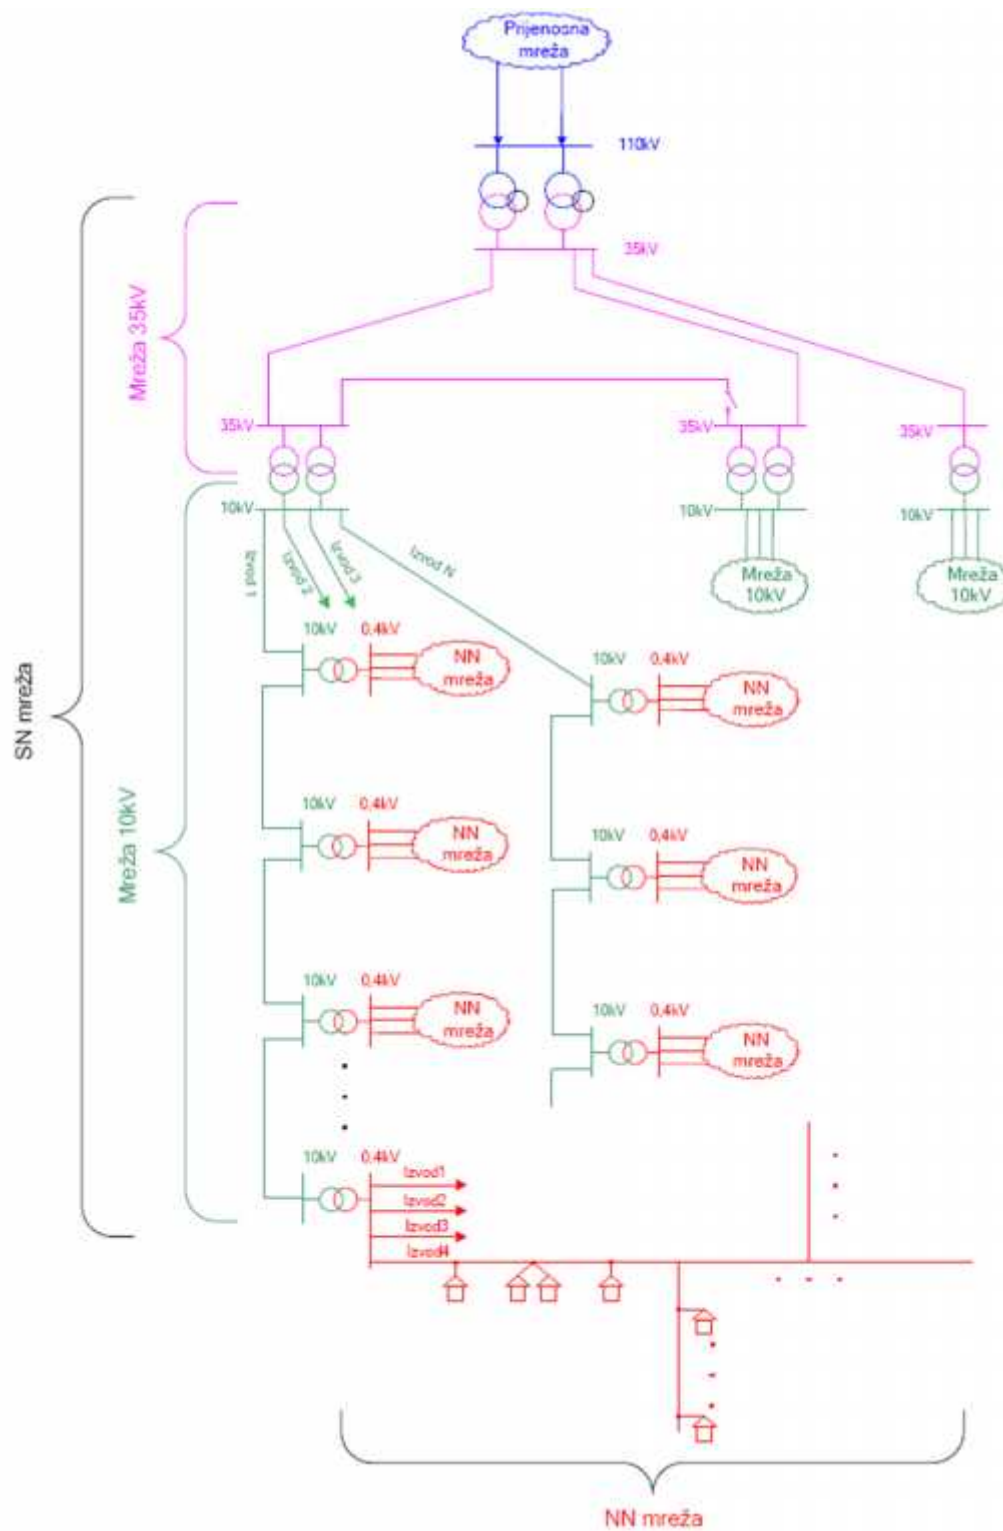 Prijenosna
mreža
110kV
35kV
Mreža 35kV
35kV
35kV
35kV
10kV
10kV
10kV
Izvod 1
Izvod 2
Izvod 3
Izvod N
Mreža
10kV
Mreža
10kV
SN mreža
Mreža 10kV
10kV 0,4kV
NN
mreža
10kV 0,4kV
NN
mreža
10kV 0,4kV
NN
mreža
10kV 0,4kV
NN
mreža
10kV 0,4kV
NN
mreža
10kV 0,4kV
NN
mreža
10kV 0,4kV
Izvod1
Izvod2
Izvod3
Izvod4
NN mreža